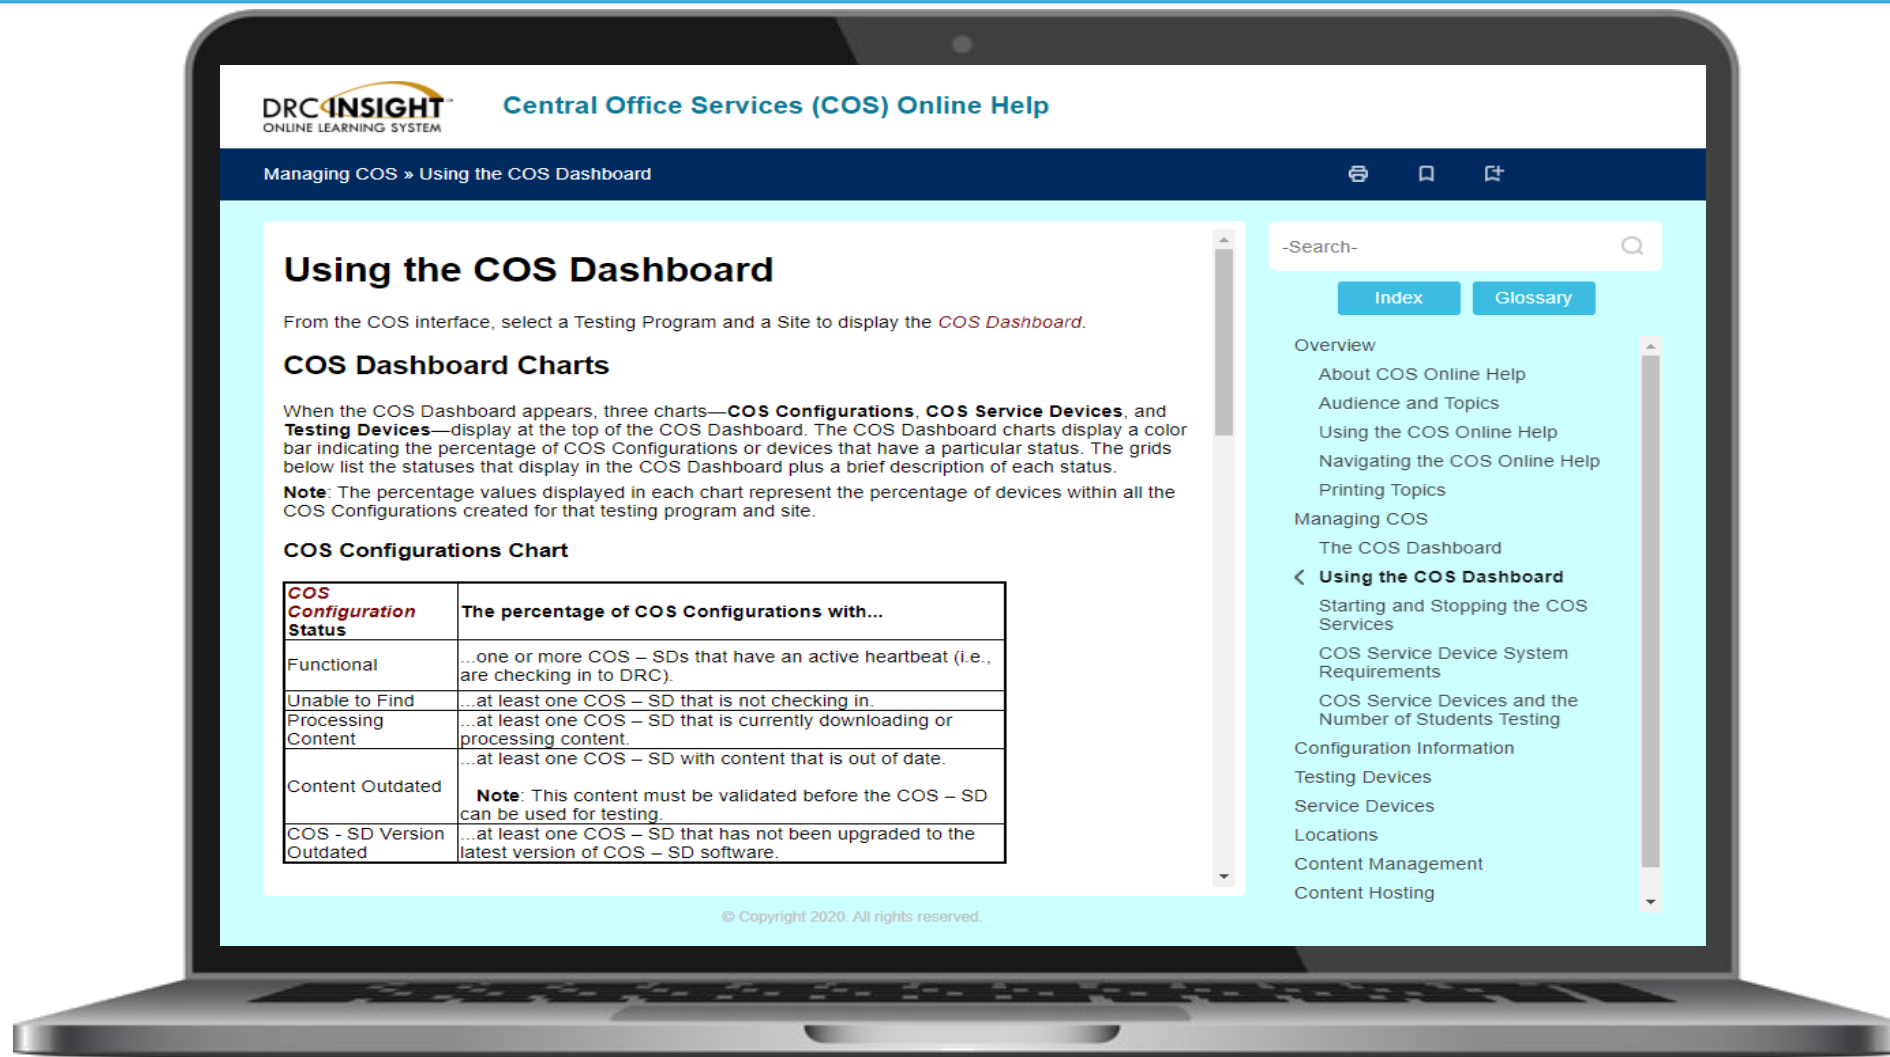 DRC INSIGHT™
ONLINE LEARNING SYSTEM
Central Office Services (COS) Online Help
Managing COS » Using the COS Dashboard
Using the COS Dashboard
From the COS interface, select a Testing Program and a Site to display the COS Dashboard.
COS Dashboard Charts
When the COS Dashboard appears, three charts—COS Configurations, COS Service Devices, and
Testing Devices—display at the top of the COS Dashboard. The COS Dashboard charts display a color
bar indicating the percentage of COS Configurations or devices that have a particular status. The grids
below list the statuses that display in the COS Dashboard plus a brief description of each status.
Note: The percentage values displayed in each chart represent the percentage of devices within all the
COS Configurations created for that testing program and site.
COS Configurations Chart
COS
Configuration
Status
The percentage of COS Configurations with...
Functional
...one or more COS – SDs that have an active heartbeat (i.e.,
are checking in to DRC).
Unable to Find
...at least one COS – SD that is not checking in.
Processing
Content
...at least one COS – SD that is currently downloading or
processing content.
Content Outdated
...at least one COS – SD with content that is out of date.
Note: This content must be validated before the COS – SD
can be used for testing.
COS - SD Version
Outdated
...at least one COS – SD that has not been upgraded to the
latest version of COS – SD software.
© Copyright 2020. All rights reserved.
-Search-
Index
Glossary
Overview
About COS Online Help
Audience and Topics
Using the COS Online Help
Navigating the COS Online Help
Printing Topics
Managing COS
The COS Dashboard
Using the COS Dashboard
Starting and Stopping the COS
Services
COS Service Device System
Requirements
COS Service Devices and the
Number of Students Testing
Configuration Information
Testing Devices
Service Devices
Locations
Content Management
Content Hosting